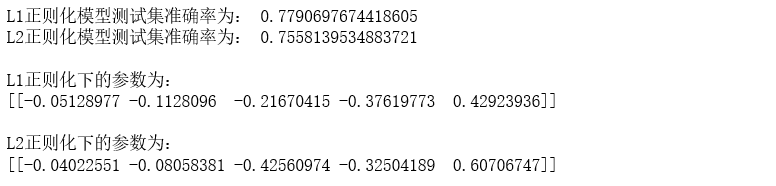 L1正则化模型测试集准确率为： 0.7790697674418605
L2正则化模型测试集准确率为： 0.7558139534883721
L1正则化下的参数为：
[[-0.05128977 -0.1128096  -0.21670415 -0.37619773  0.42923936]]
L2正则化下的参数为：
[[-0.04022551 -0.08058381 -0.42560974 -0.32504189  0.60706747]]